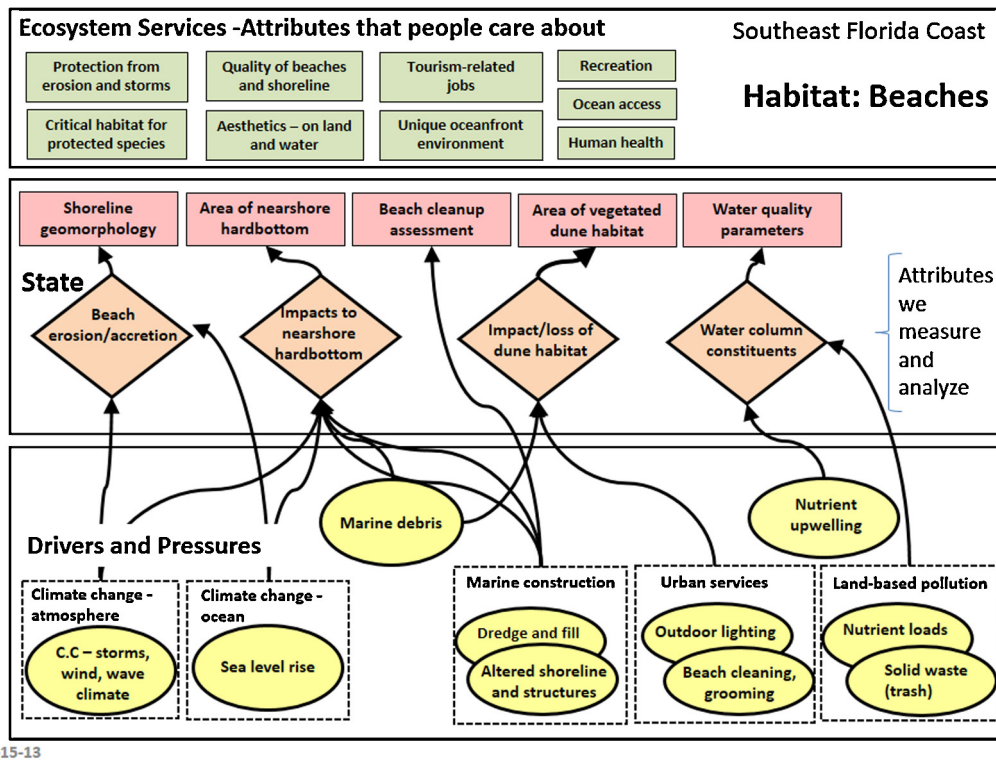 Ecosystem Services -Attributes that people care about
Southeast Florida Coast
Habitat: Beaches
Protection from
erosion and storms
Quality of beaches
and shoreline
Tourism-related
jobs
Recreation
Ocean access
Critical habitat for
protected species
Aesthetics – on land
and water
Unique oceanfront
environment
Human health
Shoreline
geomorphology
Area of nearshore
hardbottom
Beach cleanup
assessment
Area of vegetated
dune habitat
Water quality
parameters
State
Beach
erosion/accretion
Impacts to
nearshore
hardbottom
Impact/loss of
dune habitat
Water column
constituents
Attributes
we
measure
and
analyze
Marine debris
Nutrient
upwelling
Drivers and Pressures
Climate change -
atmosphere
C.C – storms,
wind, wave
climate
Climate change -
ocean
Sea level rise
Marine construction
Dredge and fill
Altered shoreline
and structures
Urban services
Outdoor lighting
Beach cleaning,
grooming
Land-based pollution
Nutrient loads
Solid waste
(trash)
15-13